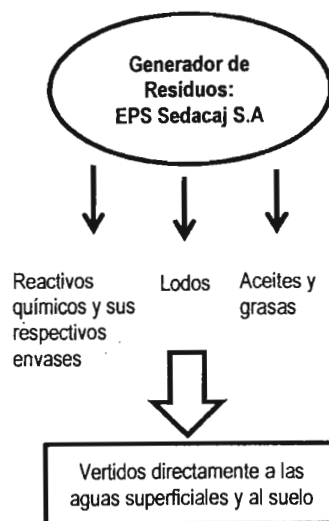 Generador de
Residuos:
EPS Sedacaj S.A
Reactivos
químicos y sus
respectivos
envases
Lodos
Aceites y
grasas
Vertidos directamente a las
aguas superficiales y al suelo